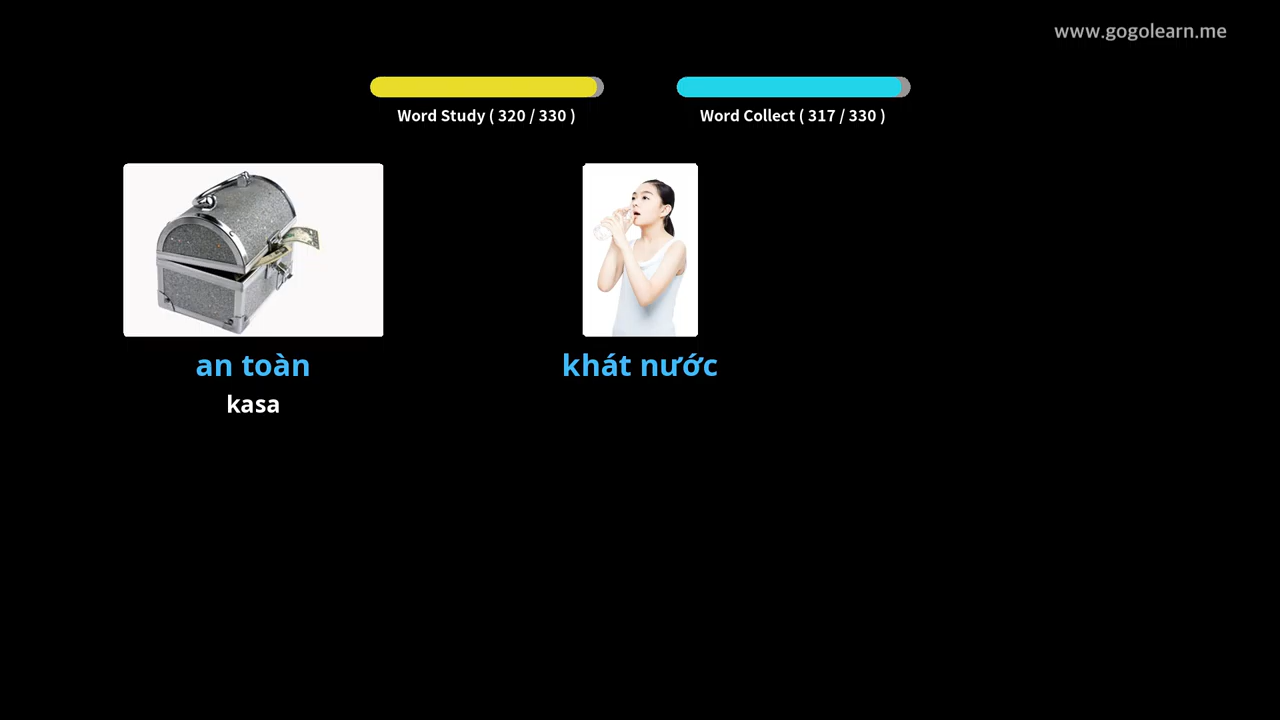 www.gogolearn.me
Word Study ( 320 / 330 )
Word Collect ( 317 / 330 )
an toàn
kasa
khát nước